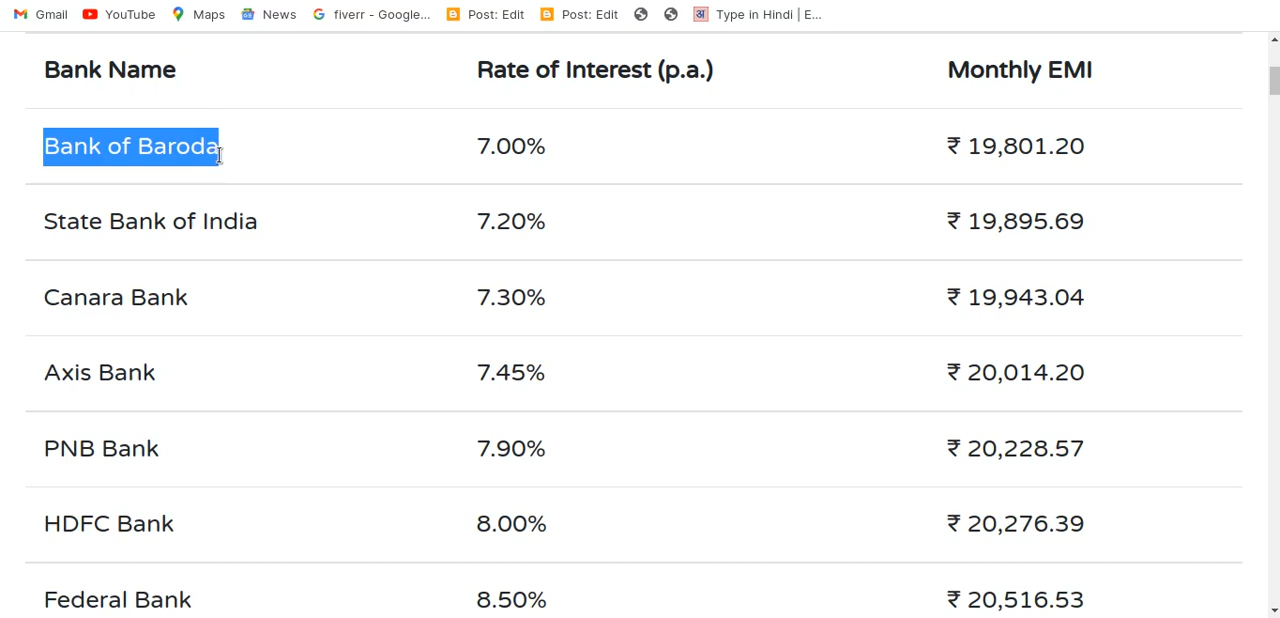 Gmail YouTube Maps News fiverr - Google... Post: Edit Post: Edit अ Type in Hindi | E...
Bank Name Rate of Interest (p.a.) Monthly EMI
Bank of Baroda 7.00% ₹ 19,801.20
State Bank of India 7.20% ₹ 19,895.69
Canara Bank 7.30% ₹ 19,943.04
Axis Bank 7.45% ₹ 20,014.20
PNB Bank 7.90% ₹ 20,228.57
HDFC Bank 8.00% ₹ 20,276.39
Federal Bank 8.50% ₹ 20,516.53